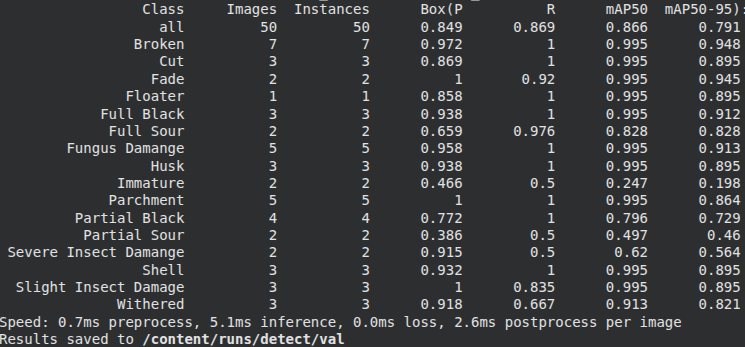 Class Images Instances Box(P R mAP50 mAP50-95):
all 50 50 0.849 0.869 0.866 0.791
Broken 7 7 0.972 1 0.995 0.948
Cut 3 3 0.869 1 0.995 0.895
Fade 2 2 1 0.92 0.995 0.945
Floater 1 1 0.858 1 0.995 0.895
Full Black 3 3 0.938 1 0.995 0.912
Full Sour 2 2 0.659 0.976 0.828 0.828
Fungus Damange 5 5 0.958 1 0.995 0.913
Husk 3 3 0.938 1 0.995 0.895
Immature 2 2 0.466 0.5 0.247 0.198
Parchment 5 5 1 1 0.995 0.864
Partial Black 4 4 0.772 1 0.796 0.729
Partial Sour 2 2 0.386 0.5 0.497 0.46
Severe Insect Damange 2 2 0.915 0.5 0.62 0.564
Shell 3 3 0.932 1 0.995 0.895
Slight Insect Damage 3 3 1 0.835 0.995 0.895
Withered 3 3 0.918 0.667 0.913 0.821
Speed: 0.7ms preprocess, 5.1ms inference, 0.0ms loss, 2.6ms postprocess per image
Results saved to /content/runs/detect/val